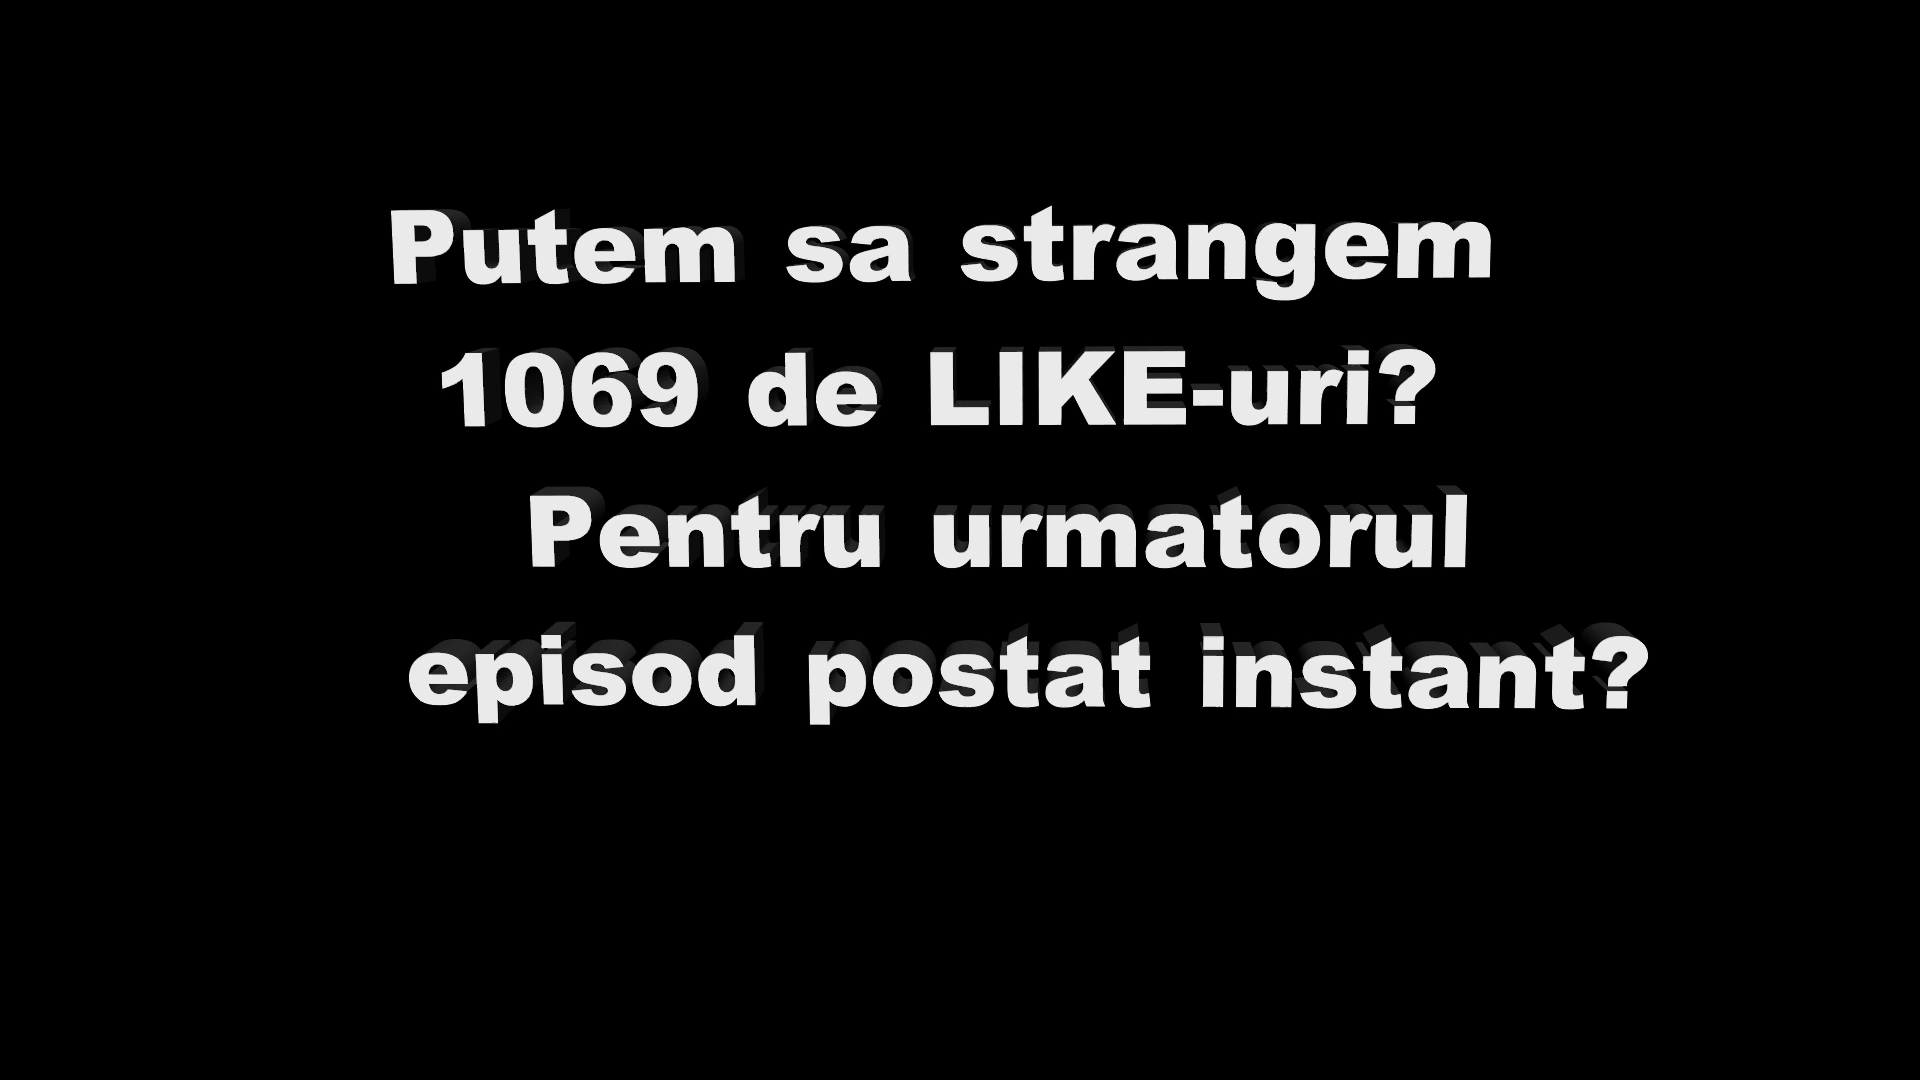 Putem sa strangem
1069 de LIKE-uri?
Pentru urmatorul
episod postat instant?